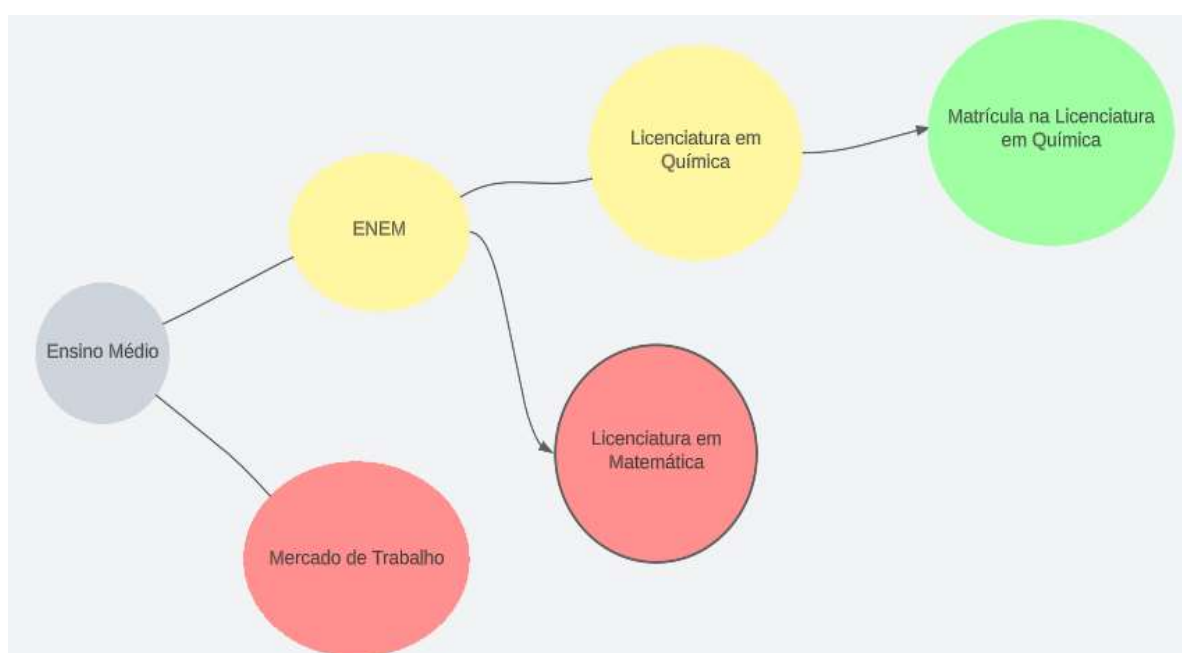 Matrícula na Licenciatura
em Química
Licenciatura em
Química
ENEM
Ensino Médio
Licenciatura em
Matemática
Mercado de Trabalho